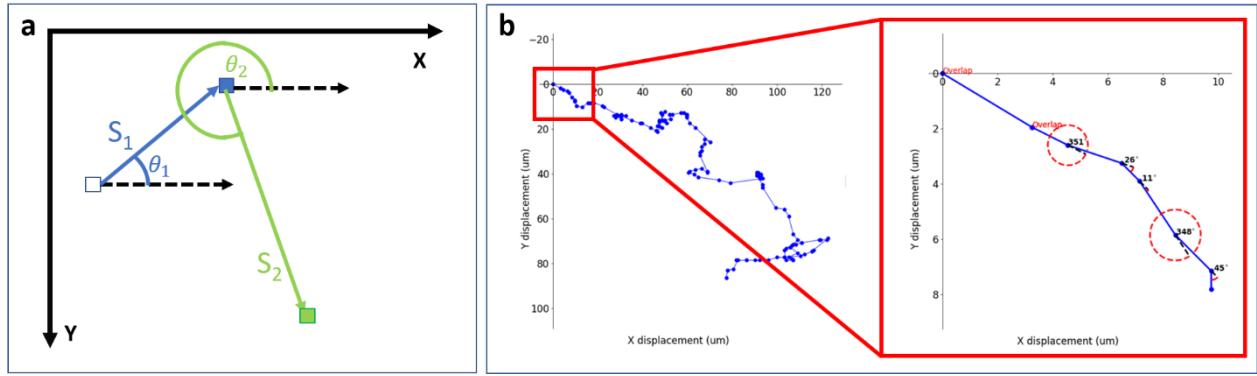 a
X
Y
S1
θ1
θ2
S2
b
−20
0
0 20 40 60 80 100 120
20
40
60
80
100
Y displacement (um)
X displacement (um)
0 2 4 6 8 10
0
2
4
6
8
Overlap
Overlap
351°
26°
11°
348°
45°
Y displacement (um)
X displacement (um)